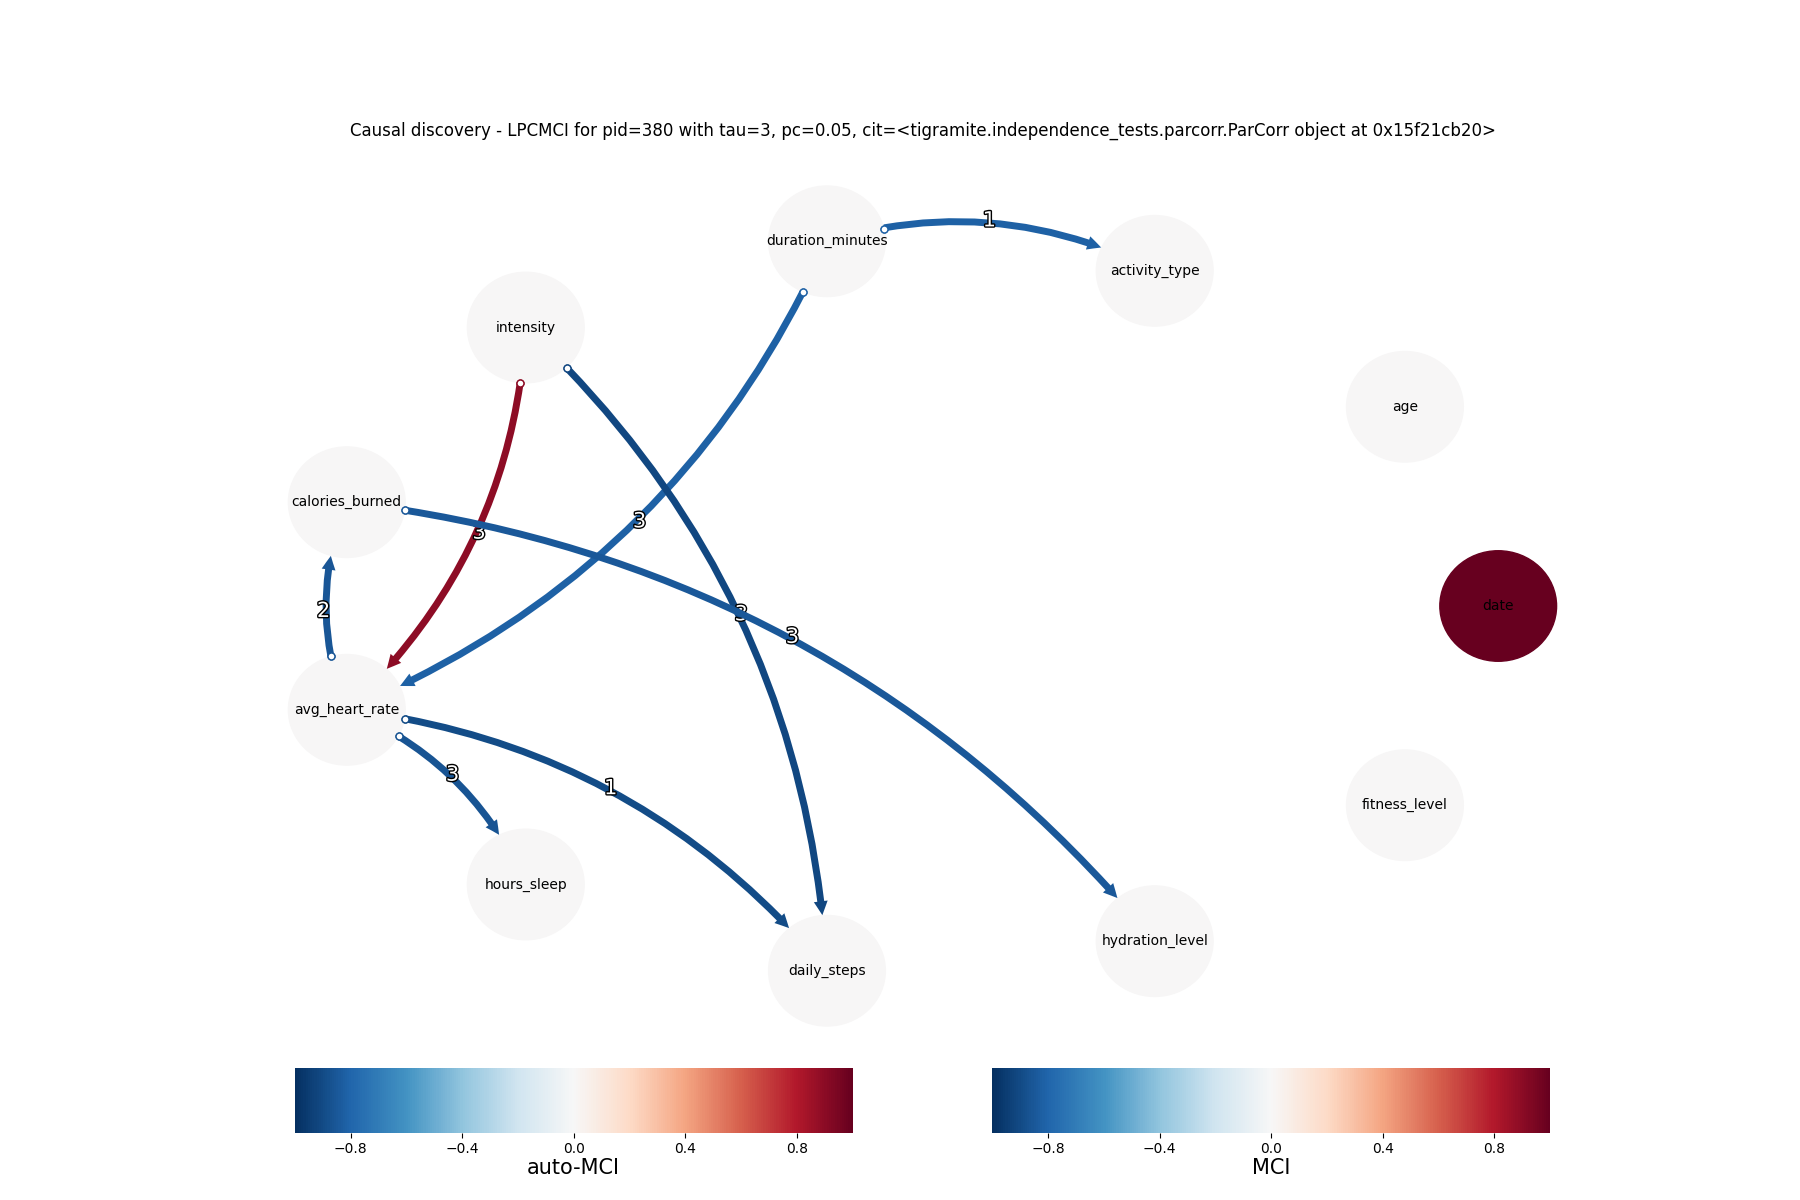 Causal discovery - LPCMCI for pid=380 with tau=3, pc=0.05, cit=<tigramite.independence_tests.parcorr.ParCorr object at 0x15f21cb20>
duration_minutes
1
activity_type
intensity
age
calories_burned
3
3
date
2
3
3
avg_heart_rate
3
1
fitness_level
hours_sleep
hydration_level
daily_steps
−0.8 −0.4 0.0 0.4 0.8
auto-MCI
−0.8 −0.4 0.0 0.4 0.8
MCI